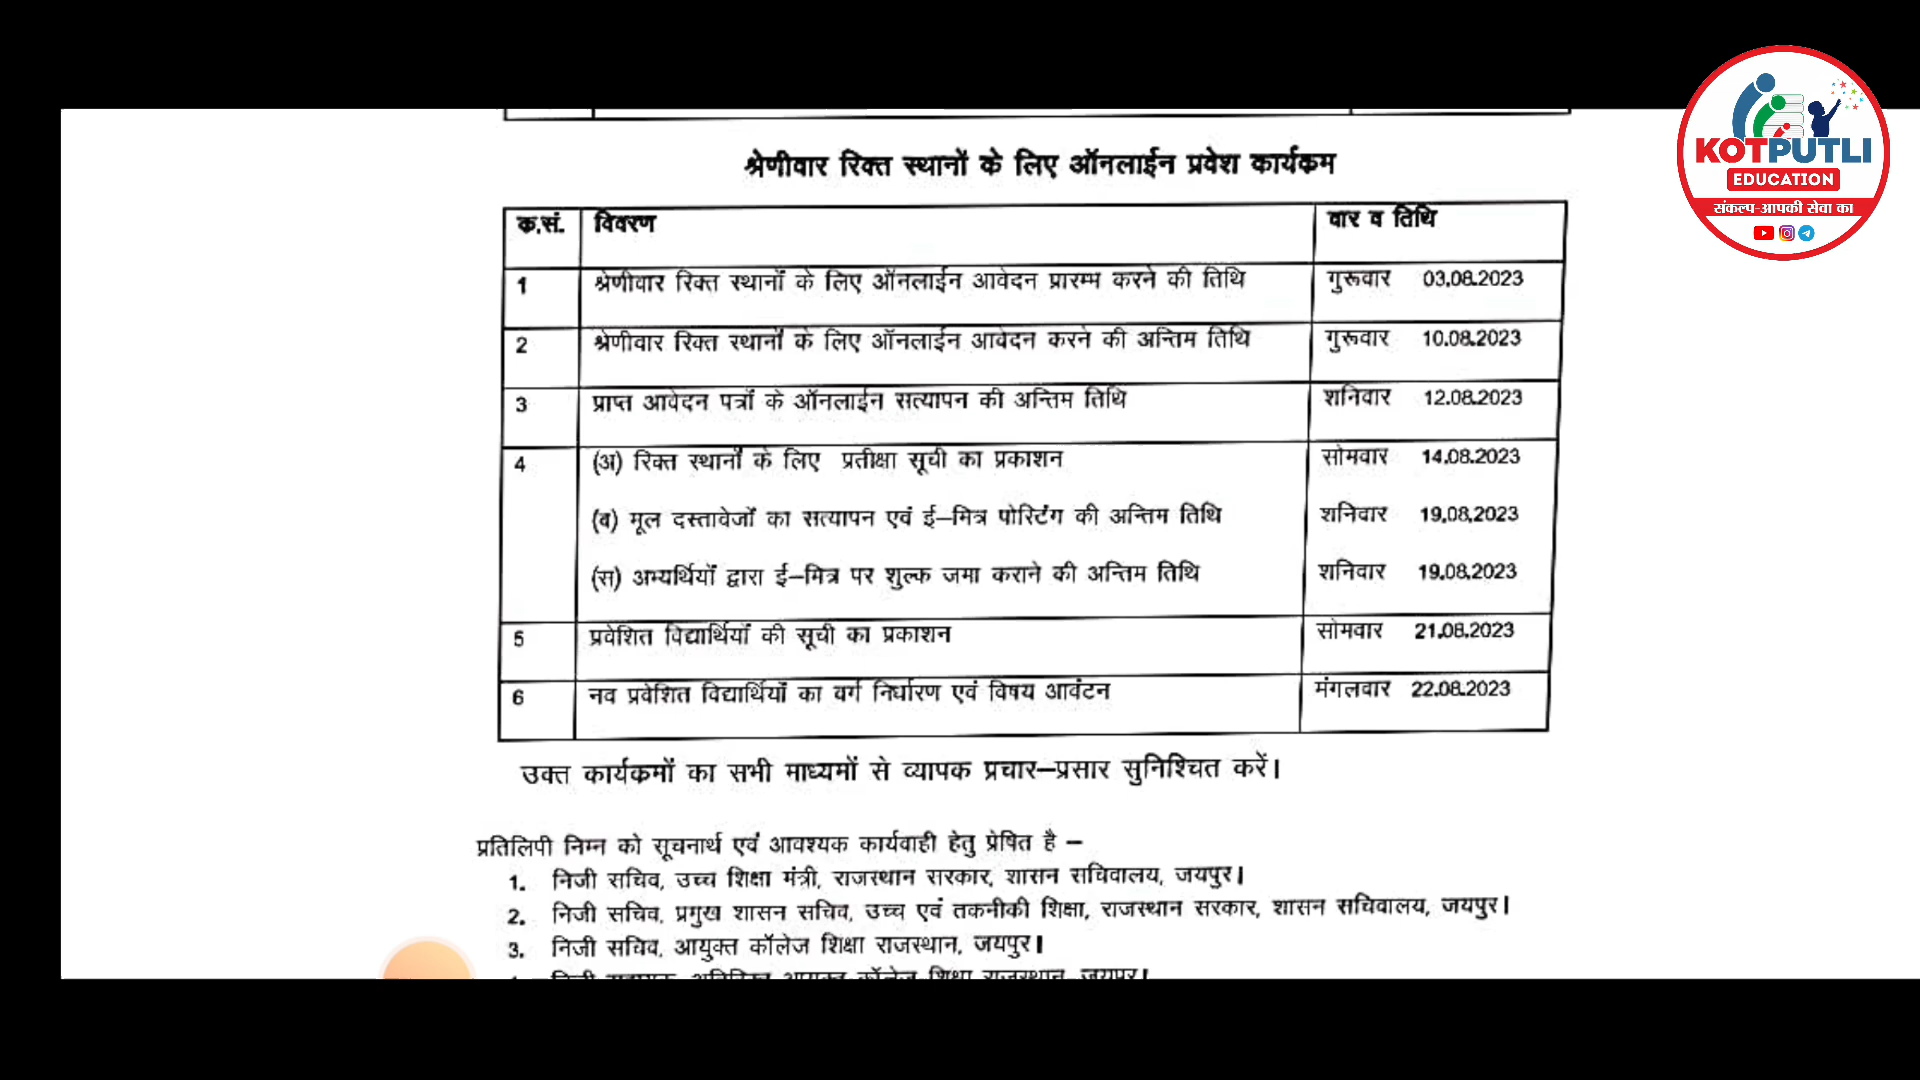 KOTPUTLI
EDUCATION
संकल्प-आपकी सेवा का
श्रेणीवार रिक्त स्थानों के लिए ऑनलाईन प्रवेश कार्यकम
क.सं. विवरण वार व तिथि
1 श्रेणीवार रिक्त स्थानों के लिए ऑनलाईन आवेदन प्रारम्भ करने की तिथि गुरूवार 03.08.2023
2 श्रेणीवार रिक्त स्थानों के लिए ऑनलाईन आवेदन करने की अन्तिम तिथि गुरूवार 10.08.2023
3 प्राप्त आवेदन पत्रों के ऑनलाईन सत्यापन की अन्तिम तिथि शनिवार 12.08.2023
4 (अ) रिक्त स्थानों के लिए प्रतीक्षा सूची का प्रकाशन सोमवार 14.08.2023
(ब) मूल दस्तावेजों का सत्यापन एवं ई–मित्र पोस्टिंग की अन्तिम तिथि शनिवार 19.08.2023
(स) अभ्यर्थियों द्वारा ई–मित्र पर शुल्क जमा कराने की अन्तिम तिथि शनिवार 19.08.2023
5 प्रवेशित विद्यार्थियों की सूची का प्रकाशन सोमवार 21.08.2023
6 नव प्रवेशित विद्यार्थियों का वर्ग निर्धारण एवं विषय आवंटन मंगलवार 22.08.2023
उक्त कार्यकमों का सभी माध्यमों से व्यापक प्रचार–प्रसार सुनिश्चित करें।
प्रतिलिपी निम्न को सूचनार्थ एवं आवश्यक कार्यवाही हेतु प्रेषित है –
1. निजी सचिव, उच्च शिक्षा मंत्री, राजस्थान सरकार, शासन सचिवालय, जयपुर।
2. निजी सचिव, प्रमुख शासन सचिव, उच्च एवं तकनीकी शिक्षा, राजस्थान सरकार, शासन सचिवालय, जयपुर।
3. निजी सचिव, आयुक्त कॉलेज शिक्षा राजस्थान, जयपुर।